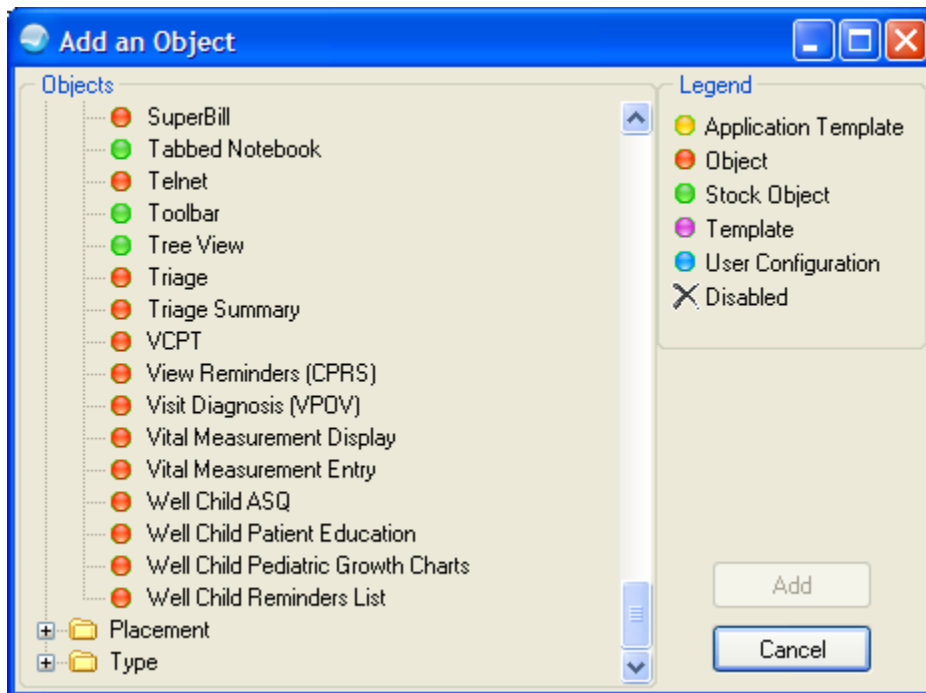 Add an Object
Objects
SuperBill
Tabbed Notebook
Telnet
Toolbar
Tree View
Triage
Triage Summary
VCPT
View Reminders (CPRS)
Visit Diagnosis (VPOV)
Vital Measurement Display
Vital Measurement Entry
Well Child ASQ
Well Child Patient Education
Well Child Pediatric Growth Charts
Well Child Reminders List
Placement
Type
Legend
Application Template
Object
Stock Object
Template
User Configuration
Disabled
Add
Cancel